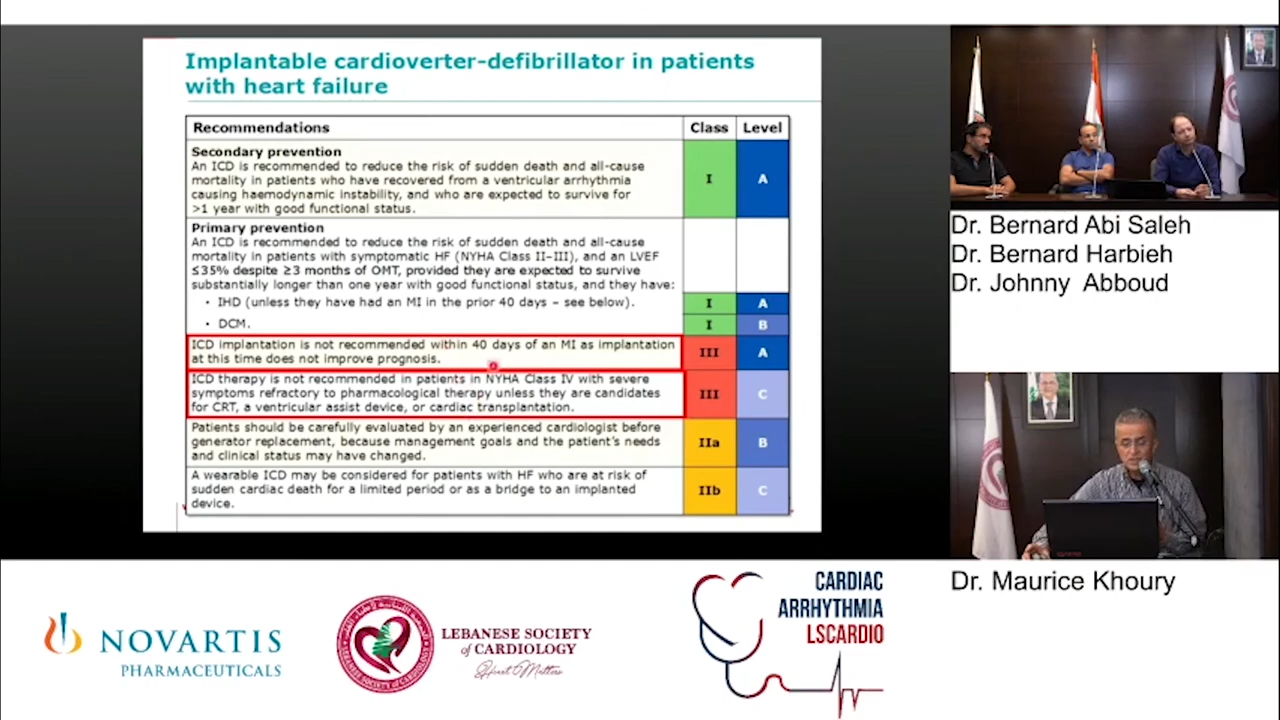 Implantable cardioverter-defibrillator in patients
with heart failure
Recommendations Class Level
Secondary prevention
An ICD is recommended to reduce the risk of sudden death and all-cause
mortality in patients who have recovered from a ventricular arrhythmia
causing haemodynamic instability, and who are expected to survive for
>1 year with good functional status.
I A
Primary prevention
An ICD is recommended to reduce the risk of sudden death and all-cause
mortality in patients with symptomatic HF (NYHA Class II–III), and an LVEF
≤35% despite ≥3 months of OMT, provided they are expected to survive
substantially longer than one year with good functional status, and they have:
• IHD (unless they have had an MI in the prior 40 days – see below). I A
• DCM. I B
ICD implantation is not recommended within 40 days of an MI as implantation
at this time does not improve prognosis.
III A
ICD therapy is not recommended in patients in NYHA Class IV with severe
symptoms refractory to pharmacological therapy unless they are candidates
for CRT, a ventricular assist device, or cardiac transplantation.
III C
Patients should be carefully evaluated by an experienced cardiologist before
generator replacement, because management goals and the patient's needs
and clinical status may have changed.
IIa B
A wearable ICD may be considered for patients with HF who are at risk of
sudden cardiac death for a limited period or as a bridge to an implanted
device.
IIb C
Dr. Bernard Abi Saleh
Dr. Bernard Harbieh
Dr. Johnny Abboud
Dr. Maurice Khoury
NOVARTIS
PHARMACEUTICALS
LEBANESE SOCIETY
of CARDIOLOGY
Heart Matters
CARDIAC
ARRHYTHMIA
LSCARDIO